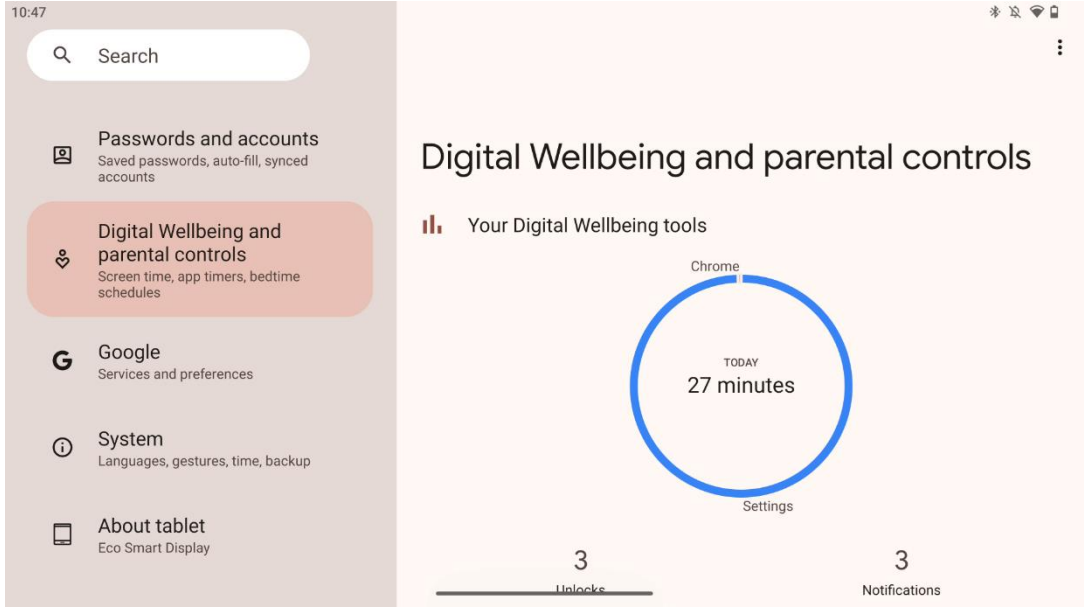 10:47
Search
Passwords and accounts
Saved passwords, auto-fill, synced
accounts
Digital Wellbeing and
parental controls
Screen time, app timers, bedtime
schedules
Google
Services and preferences
System
Languages, gestures, time, backup
About tablet
Eco Smart Display
Digital Wellbeing and parental controls
Your Digital Wellbeing tools
Chrome
TODAY
27 minutes
Settings
3
Unlocks
3
Notifications